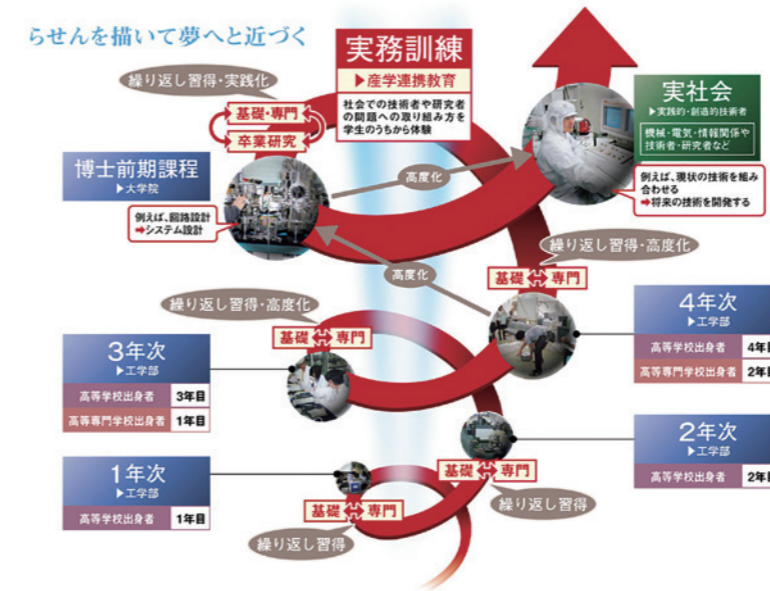 らせんを描いて夢へと近づく
実務訓練
▶産学連携教育
社会での技術者や研究者
の問題への取り組み方を
学生のうちから体験
繰り返し習得・実践化
基礎・専門
卒業研究
博士前期課程
▶大学院
例えば、回路設計
➡システム設計
高度化
実社会
▶実践的・創造的技術者
機械・電気・情報関係や
技術者・研究者など
例えば、現状の技術を組み
合わせる
➡将来の技術を開発する
繰り返し習得・高度化
基礎↔専門
高度化
繰り返し習得・高度化
基礎↔専門
3年次
▶工学部
高等学校出身者 3年目
高等専門学校出身者 1年目
4年次
▶工学部
高等学校出身者 4年目
高等専門学校出身者 2年目
2年次
▶工学部
高等学校出身者 2年目
基礎↔専門
繰り返し習得
1年次
▶工学部
高等学校出身者 1年目
基礎↔専門
繰り返し習得